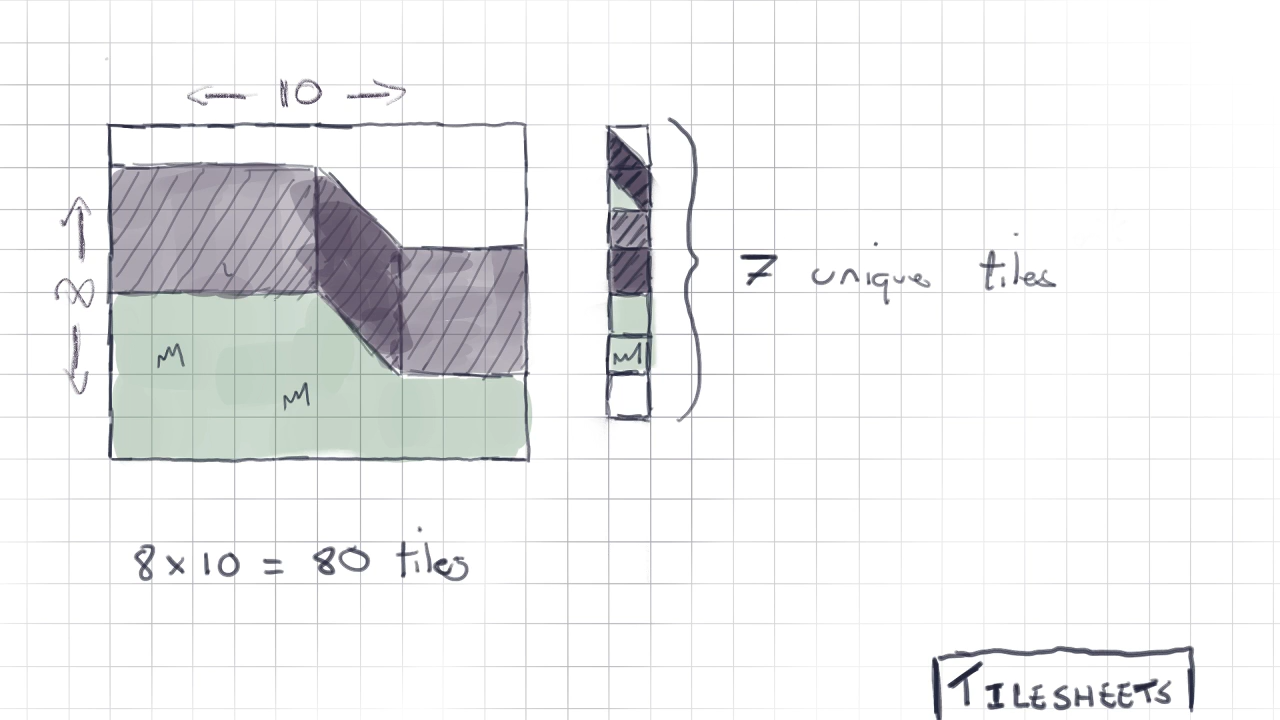 ← 10 →
← 8 →
7 unique tiles
8 × 10 = 80 tiles
TILESHEETS